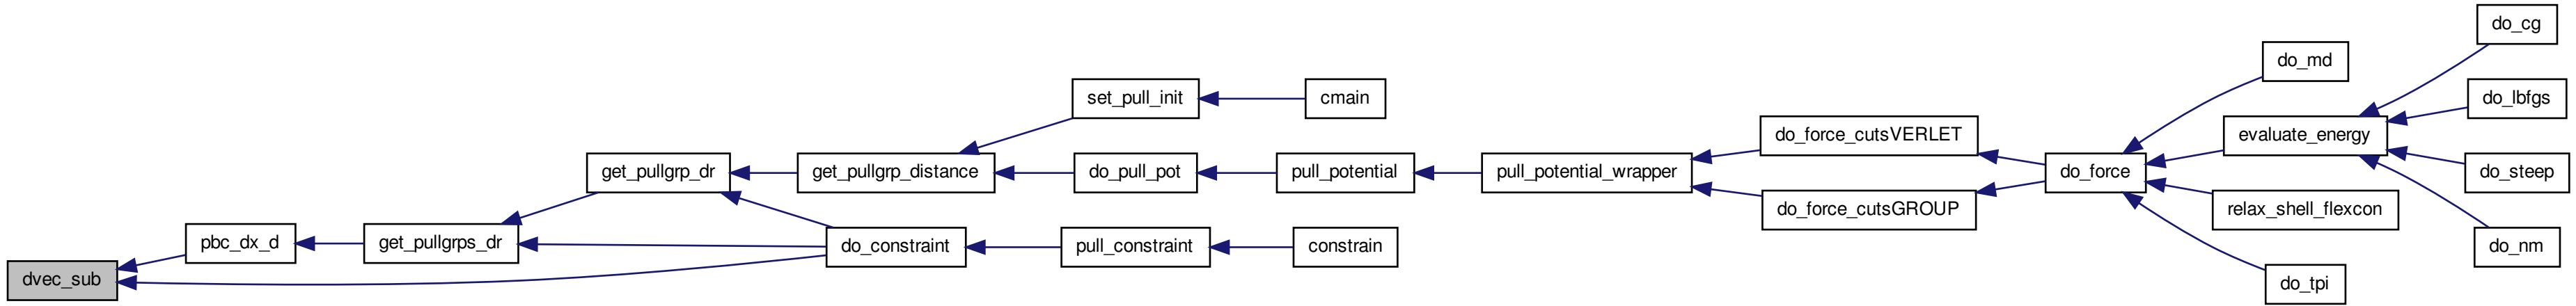 dvec_sub
pbc_dx_d
get_pullgrps_dr
get_pullgrp_dr
do_constraint
get_pullgrp_distance
set_pull_init
cmain
do_pull_pot
pull_potential
pull_constraint
constrain
pull_potential_wrapper
do_force_cutsVERLET
do_force_cutsGROUP
do_force
do_md
evaluate_energy
relax_shell_flexcon
do_tpi
do_cg
do_lbfgs
do_steep
do_nm